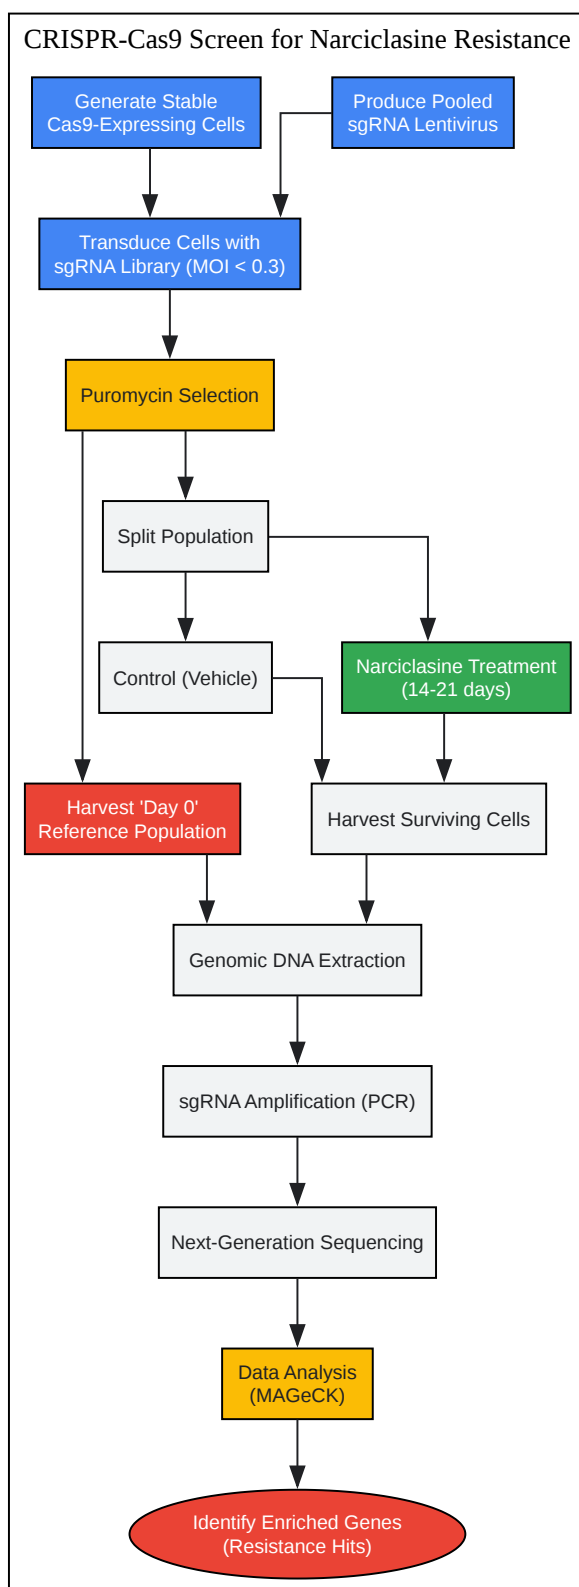 CRISPR-Cas9 Screen for Narciclasine Resistance
Generate Stable
Cas9-Expressing Cells
Produce Pooled
sgRNA Lentivirus
Transduce Cells with
sgRNA Library (MOI < 0.3)
Puromycin Selection
Split Population
Control (Vehicle)
Narciclasine Treatment
(14-21 days)
Harvest 'Day 0'
Reference Population
Harvest Surviving Cells
Genomic DNA Extraction
sgRNA Amplification (PCR)
Next-Generation Sequencing
Data Analysis
(MAGeCK)
Identify Enriched Genes
(Resistance Hits)